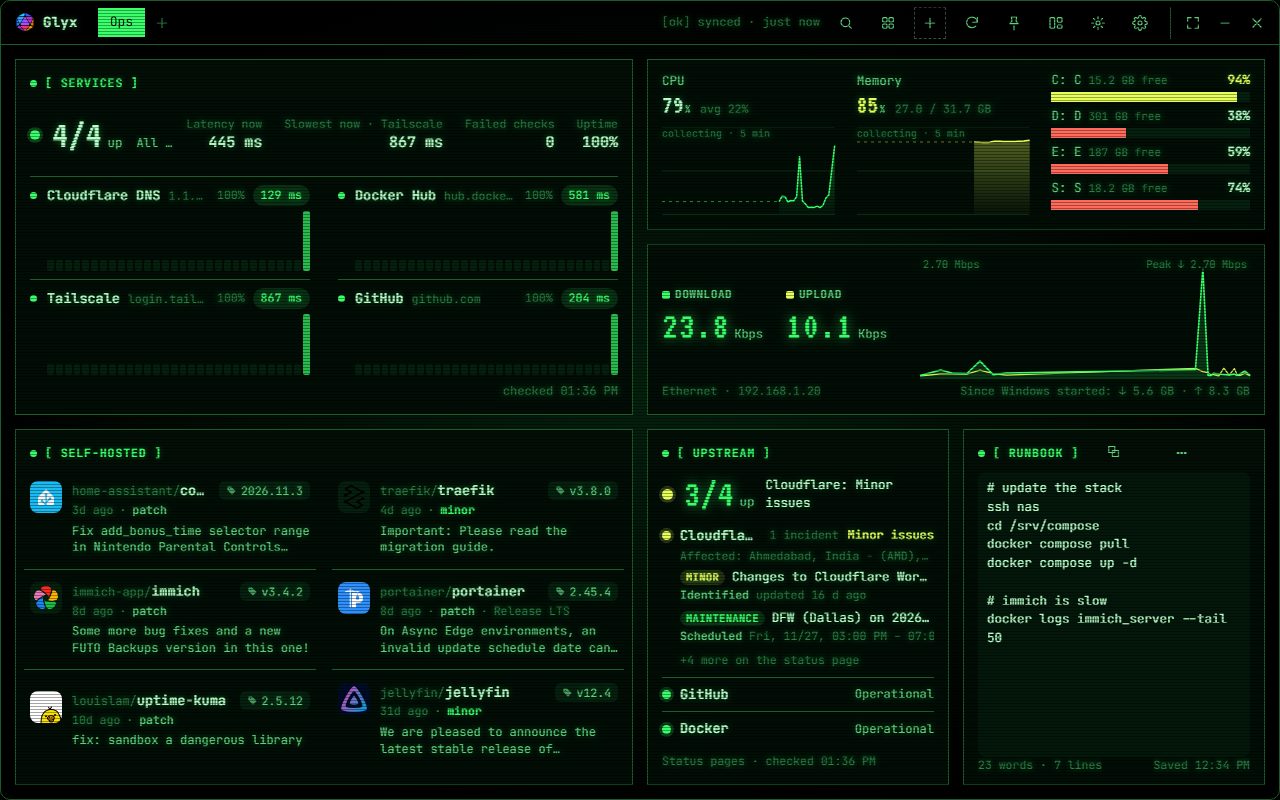 Glyx
Ops
[ok] synced · just now
[ SERVICES ]
4/4 up All …
Latency now
445 ms
Slowest now · Tailscale
867 ms
Failed checks
0
Uptime
100%
Cloudflare DNS 1.1.… 100% 129 ms
Docker Hub hub.docke… 100% 581 ms
Tailscale login.tail… 100% 867 ms
GitHub github.com 100% 204 ms
checked 01:36 PM
CPU
79% avg 22%
collecting · 5 min
Memory
85% 27.0 / 31.7 GB
collecting · 5 min
C: C 15.2 GB free 94%
D: D 301 GB free 38%
E: E 187 GB free 59%
S: S 18.2 GB free 74%
DOWNLOAD
23.8 Kbps
UPLOAD
10.1 Kbps
2.70 Mbps
Peak ↓ 2.70 Mbps
Ethernet · 192.168.1.20
Since Windows started: ↓ 5.6 GB · ↑ 8.3 GB
[ SELF-HOSTED ]
home-assistant/co… 2026.11.3
3d ago · patch
Fix add_bonus_time selector range
in Nintendo Parental Controls…
traefik/traefik v3.8.0
4d ago · minor
Important: Please read the
migration guide.
immich-app/immich v3.4.2
8d ago · patch
Some more bug fixes and a new
FUTO Backups version in this one!
portainer/portainer 2.45.4
8d ago · patch · Release LTS
On Async Edge environments, an
invalid update schedule date can…
louislam/uptime-kuma 2.5.12
10d ago · patch
fix: sandbox a dangerous library
jellyfin/jellyfin v12.4
31d ago · minor
We are pleased to announce the
latest stable release of…
[ UPSTREAM ]
3/4 up
Cloudflare: Minor
issues
Cloudfla… 1 incident Minor issues
Affected: Ahmedabad, India - (AMD),…
MINOR Changes to Cloudflare Wor…
Identified updated 16 d ago
MAINTENANCE DFW (Dallas) on 2026…
Scheduled Fri, 11/27, 03:00 PM – 07:0
+4 more on the status page
GitHub Operational
Docker Operational
Status pages · checked 01:36 PM
[ RUNBOOK ]
# update the stack
ssh nas
cd /srv/compose
docker compose pull
docker compose up -d
# immich is slow
docker logs immich_server --tail
50
23 words · 7 lines
Saved 12:34 PM